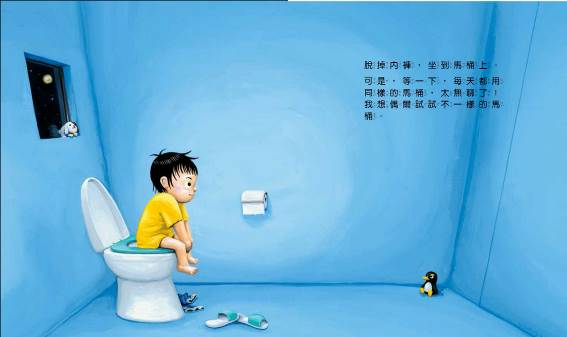 脫掉內褲，坐到馬桶上。
可是，等一下，每天都用
同樣的馬桶，太無聊了！
我想偶爾試試不一樣的馬
桶。